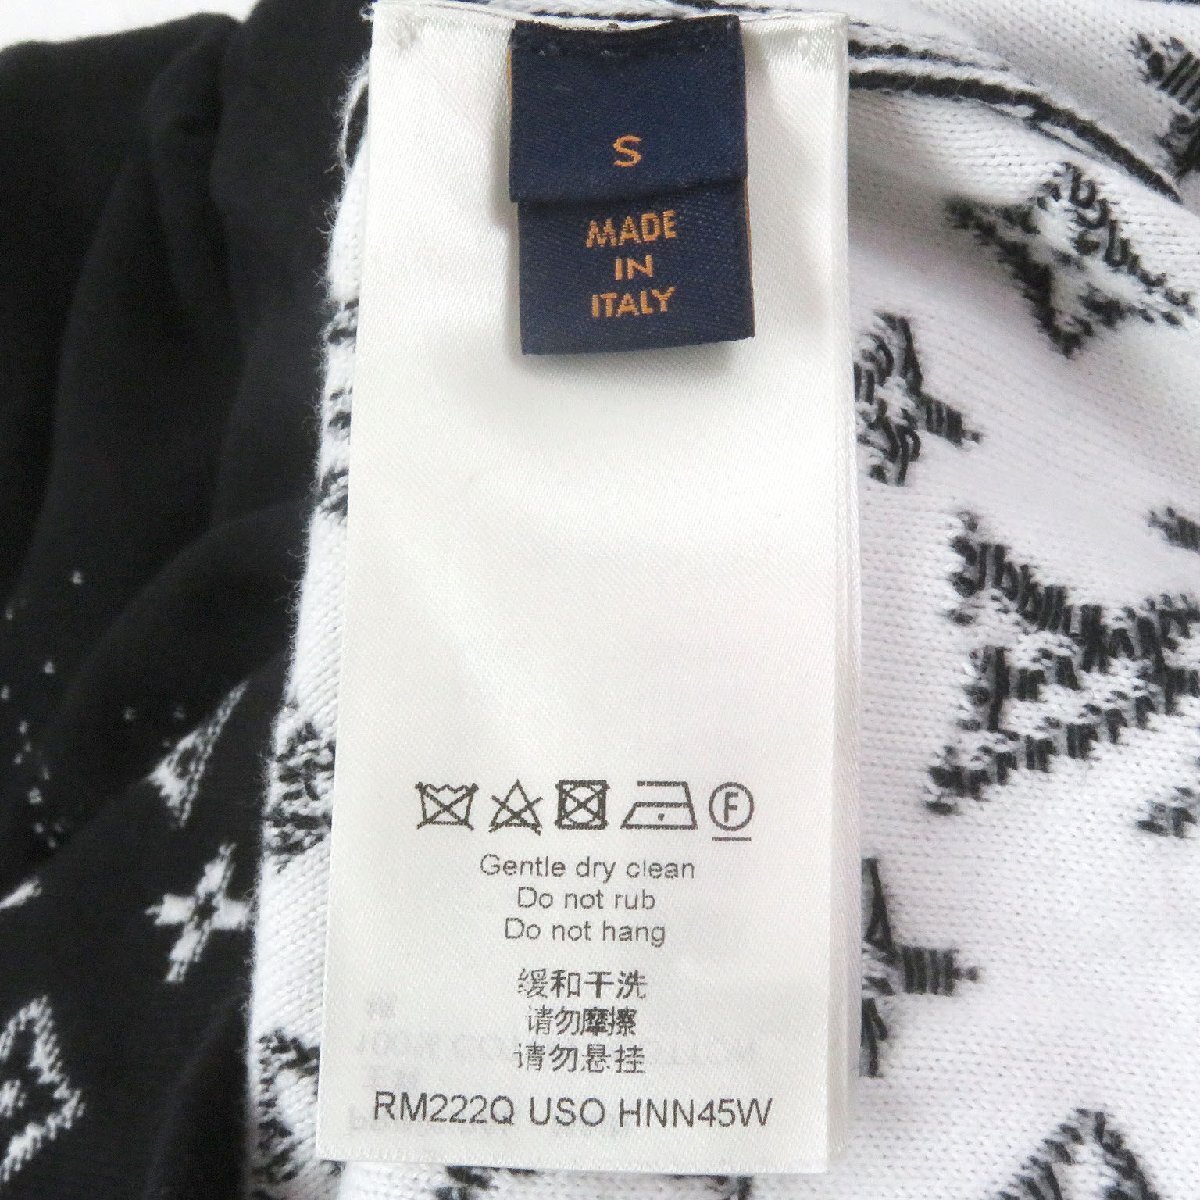 S
MADE
IN
ITALY
F
Gentle dry clean
Do not rub
Do not hang
缓和干洗
请勿摩擦
请勿悬挂
RM222Q USO HNN45W